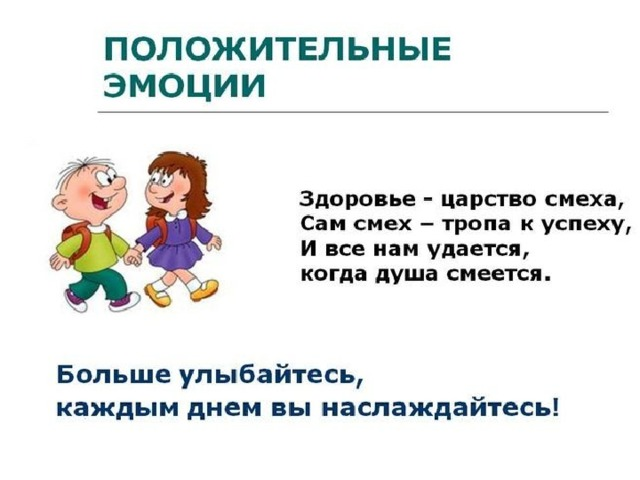 ПОЛОЖИТЕЛЬНЫЕ
ЭМОЦИИ
Здоровье - царство смеха,
Сам смех – тропа к успеху,
И все нам удается,
когда душа смеется.
Больше улыбайтесь,
каждым днем вы наслаждайтесь!